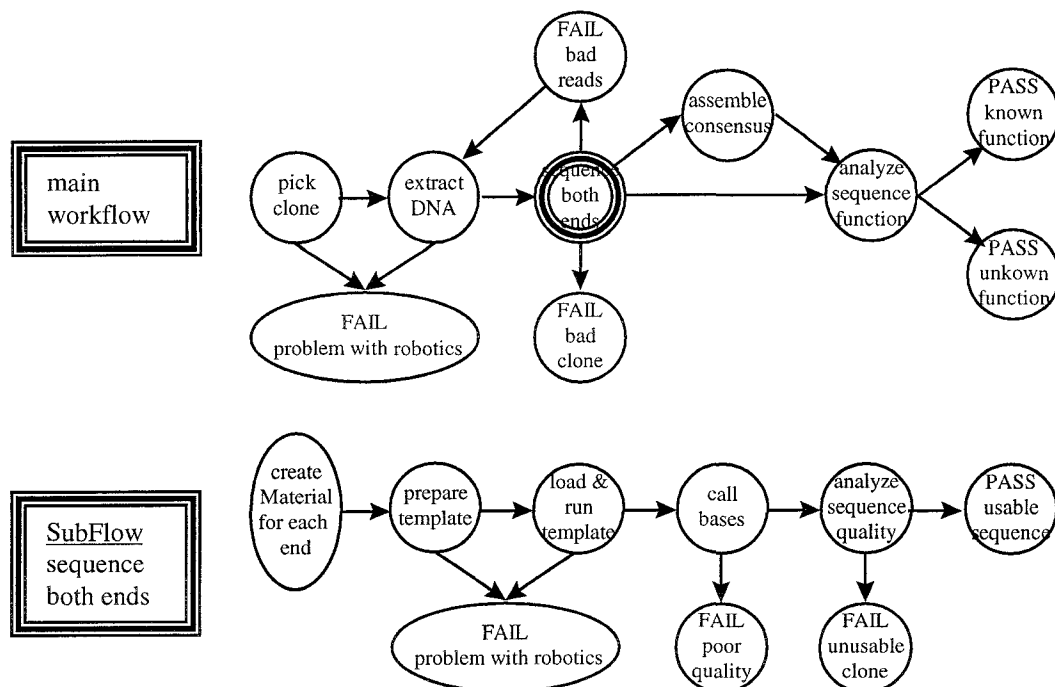 FAIL
bad
reads
assemble
consensus
PASS
known
function
main
workflow
pick
clone
extract
DNA
sequence
both
ends
analyze
sequence
function
PASS
unkown
function
FAIL
problem with robotics
FAIL
bad
clone
SubFlow
sequence
both ends
create
Material
for each
end
prepare
template
load &
run
template
call
bases
analyze
sequence
quality
PASS
usable
sequence
FAIL
problem with robotics
FAIL
poor
quality
FAIL
unusable
clone